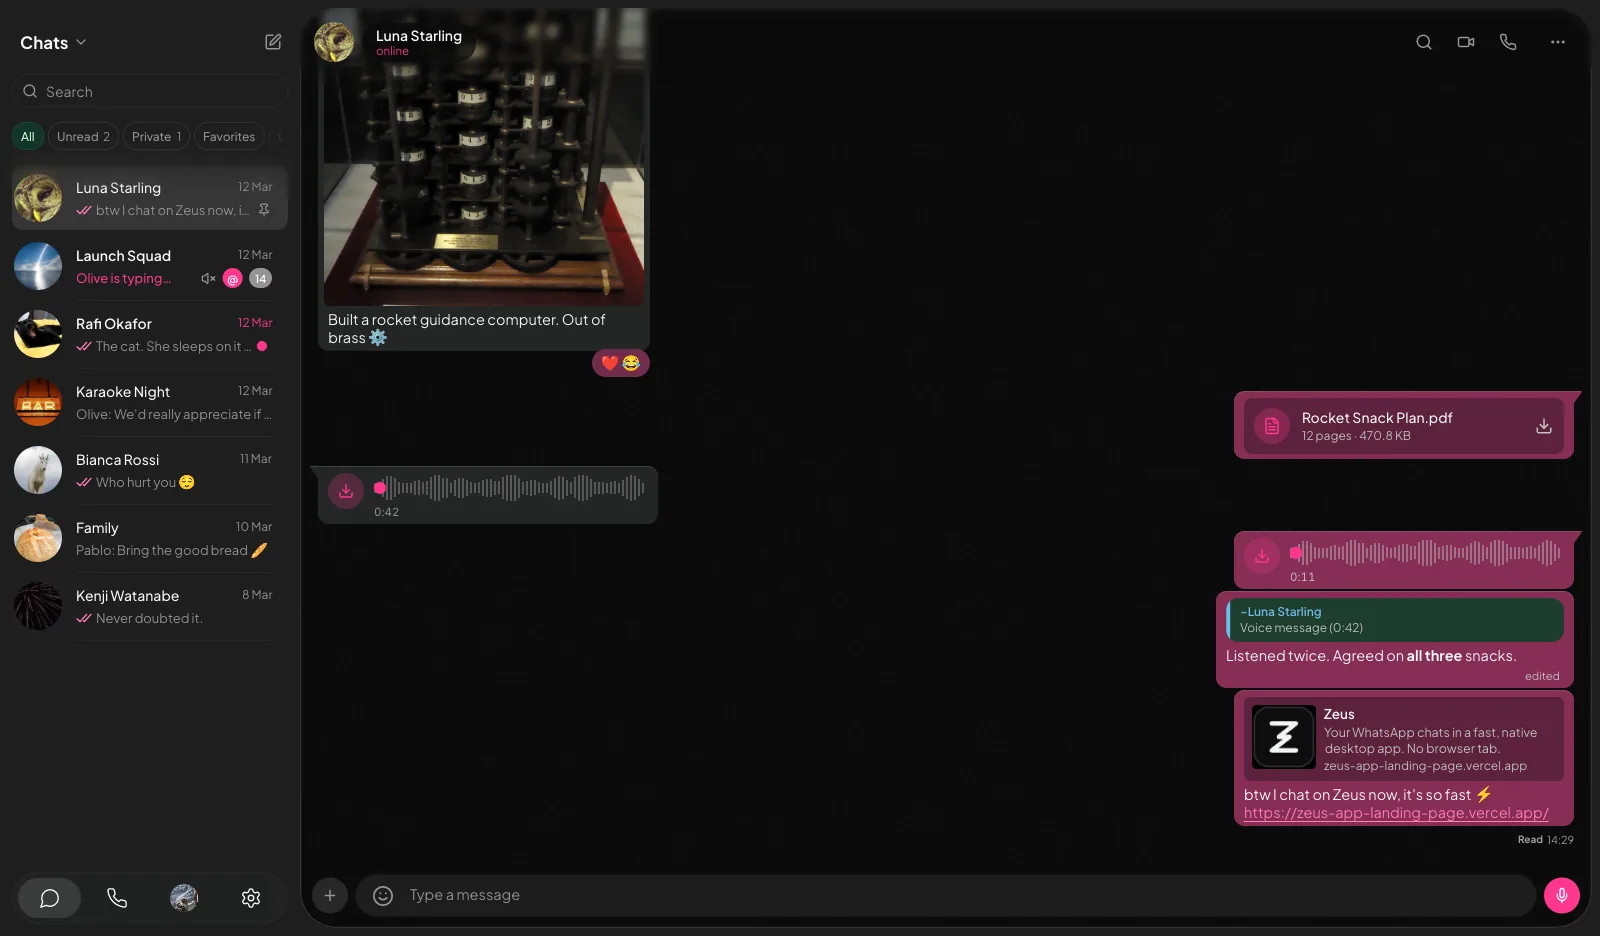 Chats
Search
All
Unread 2
Private 1
Favorites
Luna Starling
12 Mar
btw I chat on Zeus now, i...
Launch Squad
12 Mar
Olive is typing...
@
14
Rafi Okafor
12 Mar
The cat. She sleeps on it ...
Karaoke Night
12 Mar
Olive: We'd really appreciate if ...
BAR
Bianca Rossi
11 Mar
Who hurt you 😌
Family
10 Mar
Pablo: Bring the good bread 🥖
Kenji Watanabe
8 Mar
Never doubted it.
Luna Starling
online
Built a rocket guidance computer. Out of
brass ⚙️
❤️ 😂
Rocket Snack Plan.pdf
12 pages · 470.8 KB
0:42
0:11
~Luna Starling
Voice message (0:42)
Listened twice. Agreed on all three snacks.
edited
Zeus
Your WhatsApp chats in a fast, native
desktop app. No browser tab.
zeus-app-landing-page.vercel.app
btw I chat on Zeus now, it's so fast ⚡
https://zeus-app-landing-page.vercel.app/
Read 14:29
Type a message